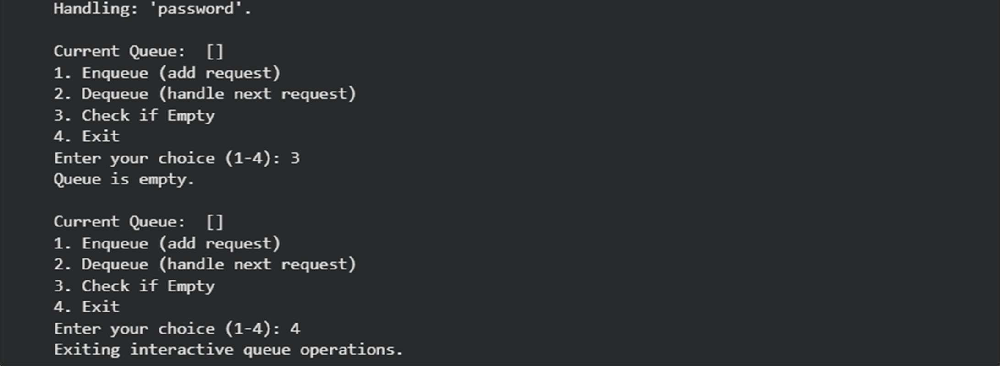 Handling: 'password'.
Current Queue:  []
1. Enqueue (add request)
2. Dequeue (handle next request)
3. Check if Empty
4. Exit
Enter your choice (1-4): 3
Queue is empty.
Current Queue:  []
1. Enqueue (add request)
2. Dequeue (handle next request)
3. Check if Empty
4. Exit
Enter your choice (1-4): 4
Exiting interactive queue operations.